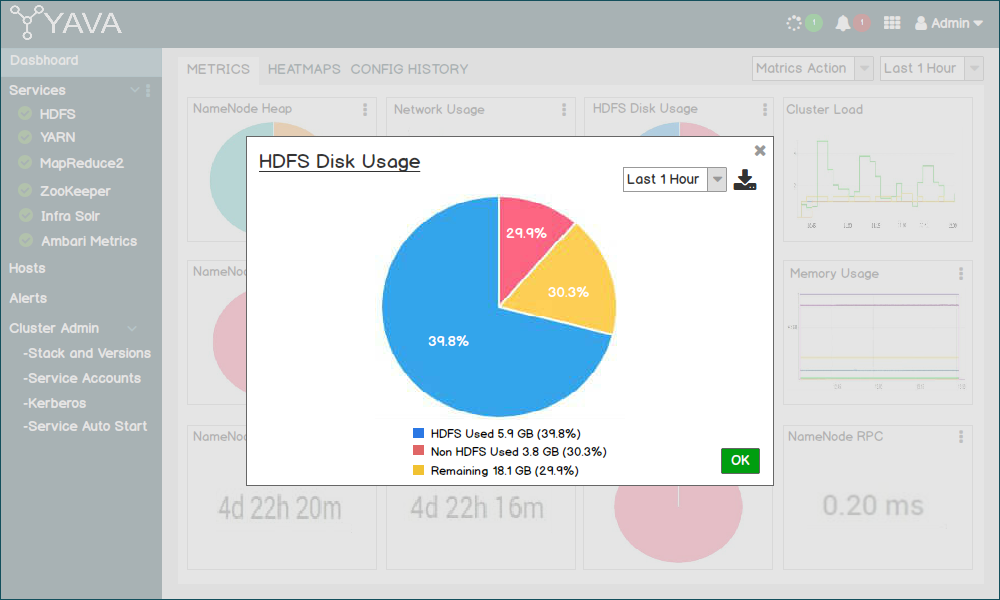 YAVA
1
1
Admin
Dasbhoard
Services
HDFS
YARN
MapReduce2
ZooKeeper
Infra Solr
Ambari Metrics
Hosts
Alerts
Cluster Admin
-Stack and Versions
-Service Accounts
-Kerberos
-Service Auto Start
METRICS HEATMAPS CONFIG HISTORY
Matrics Action
Last 1 Hour
NameNode Heap
Network Usage
HDFS Disk Usage
Cluster Load
HDFS Disk Usage
Last 1 Hour
29.9%
30.3%
39.8%
HDFS Used 5.9 GB (39.8%)
Non HDFS Used 3.8 GB (30.3%)
Remaining 18.1 GB (29.9%)
OK
Memory Usage
NameNode RPC
4d 22h 20m
4d 22h 16m
0.20 ms